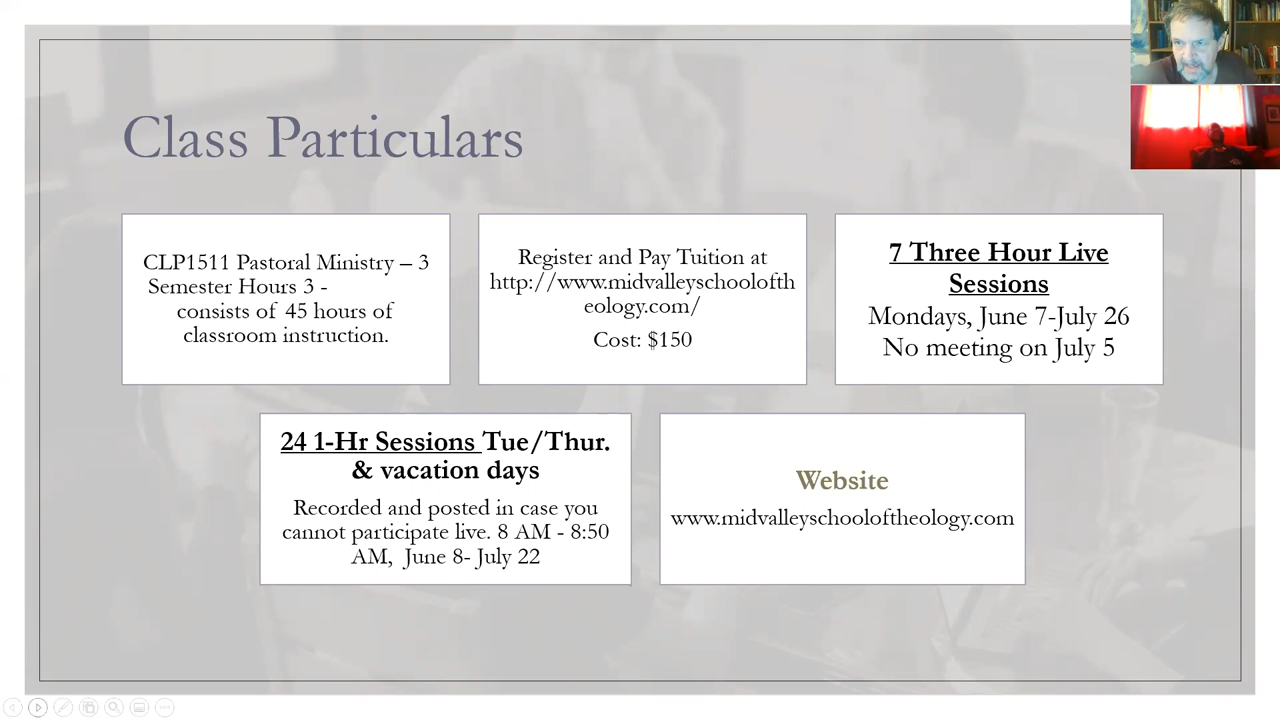 Class Particulars
CLP1511 Pastoral Ministry – 3
Semester Hours 3 -
consists of 45 hours of
classroom instruction.
Register and Pay Tuition at
http://www.midvalleyschoolofth
eology.com/
Cost: $150
7 Three Hour Live
Sessions
Mondays, June 7-July 26
No meeting on July 5
24 1-Hr Sessions Tue/Thur.
& vacation days
Recorded and posted in case you
cannot participate live. 8 AM - 8:50
AM, June 8- July 22
Website
www.midvalleyschooloftheology.com